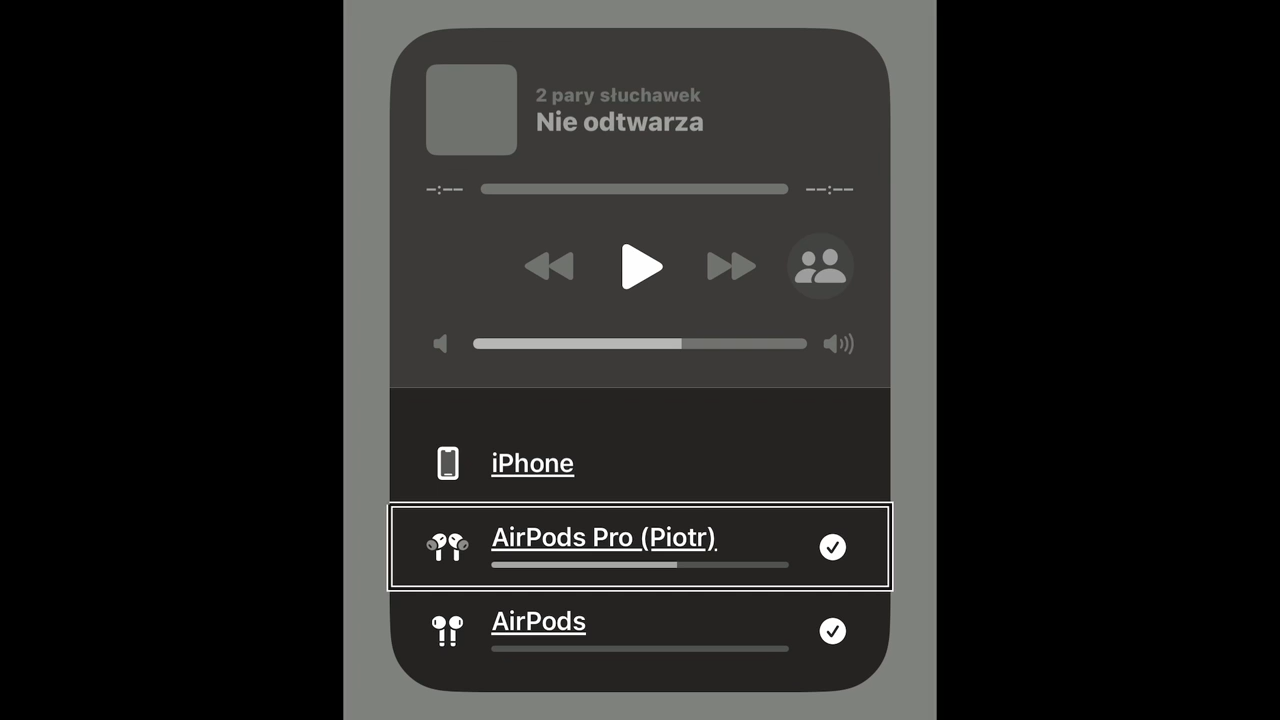 2 pary słuchawek
Nie odtwarza
–:–– ––:––
iPhone
AirPods Pro (Piotr)
AirPods